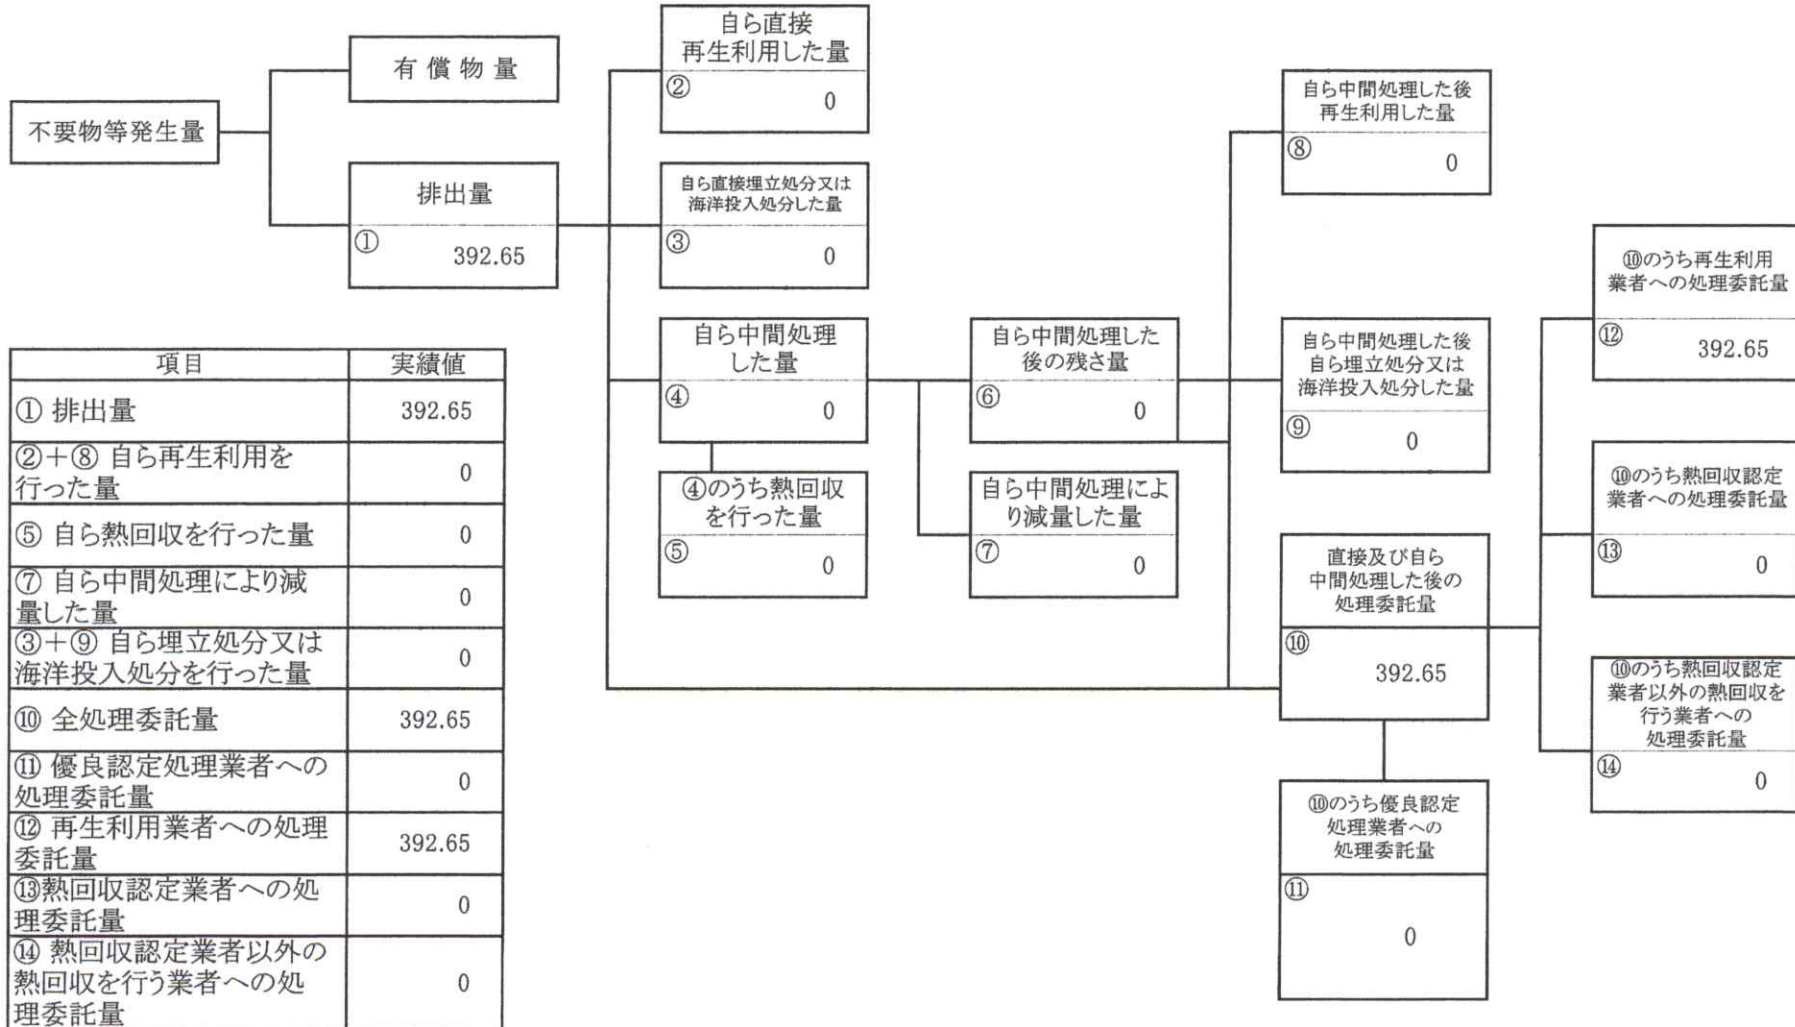 不要物等発生量
有償物量
排出量
①
392.65
自ら直接
再生利用した量
②
0
自ら直接埋立処分又は
海洋投入処分した量
③
0
自ら中間処理
した量
④
0
④のうち熱回収
を行った量
⑤
0
自ら中間処理した
後の残さ量
⑥
0
自ら中間処理によ
り減量した量
⑦
0
自ら中間処理した後
再生利用した量
⑧
0
自ら中間処理した後
自ら埋立処分又は
海洋投入処分した量
⑨
0
直接及び自ら
中間処理した後の
処理委託量
⑩
392.65
⑩のうち優良認定
処理業者への
処理委託量
⑪
0
⑩のうち再生利用
業者への処理委託量
⑫
392.65
⑩のうち熱回収認定
業者への処理委託量
⑬
0
⑩のうち熱回収認定
業者以外の熱回収を
行う業者への
処理委託量
⑭
0
項目 実績値
① 排出量 392.65
②+⑧ 自ら再生利用を
行った量 0
⑤ 自ら熱回収を行った量 0
⑦ 自ら中間処理により減
量した量 0
③+⑨ 自ら埋立処分又は
海洋投入処分を行った量 0
⑩ 全処理委託量 392.65
⑪ 優良認定処理業者への
処理委託量 0
⑫ 再生利用業者への処理
委託量 392.65
⑬熱回収認定業者への処
理委託量 0
⑭ 熱回収認定業者以外の
熱回収を行う業者への処
理委託量 0